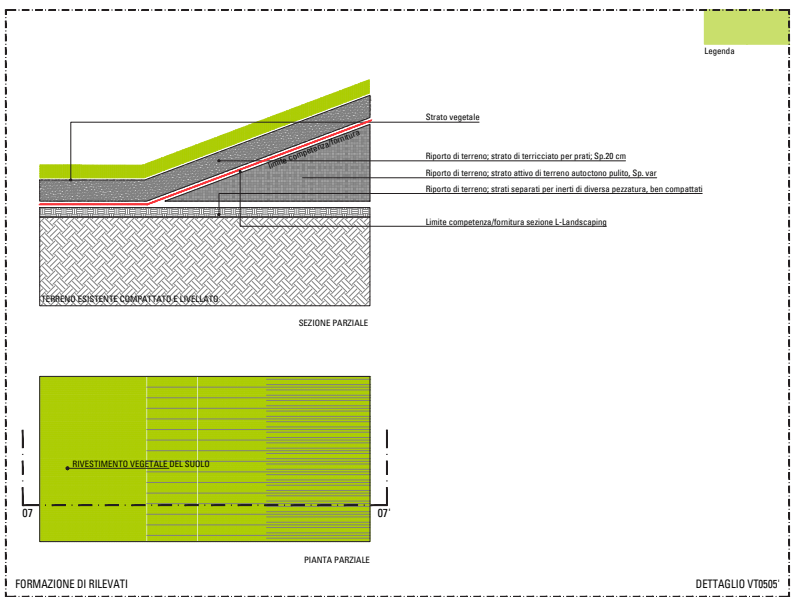 Legenda
Strato vegetale
limite competenza/fornitura
Riporto di terreno; strato di terricciato per prati; Sp.20 cm
Riporto di terreno; strato attivo di terreno autoctono pulito, Sp. var
Riporto di terreno; strati separati per inerti di diversa pezzatura, ben compattati
Limite competenza/fornitura sezione L-Landscaping
TERRENO ESISTENTE COMPATTATO E LIVELLATO
SEZIONE PARZIALE
RIVESTIMENTO VEGETALE DEL SUOLO
07
07'
PIANTA PARZIALE
FORMAZIONE DI RILEVATI
DETTAGLIO VT0505'